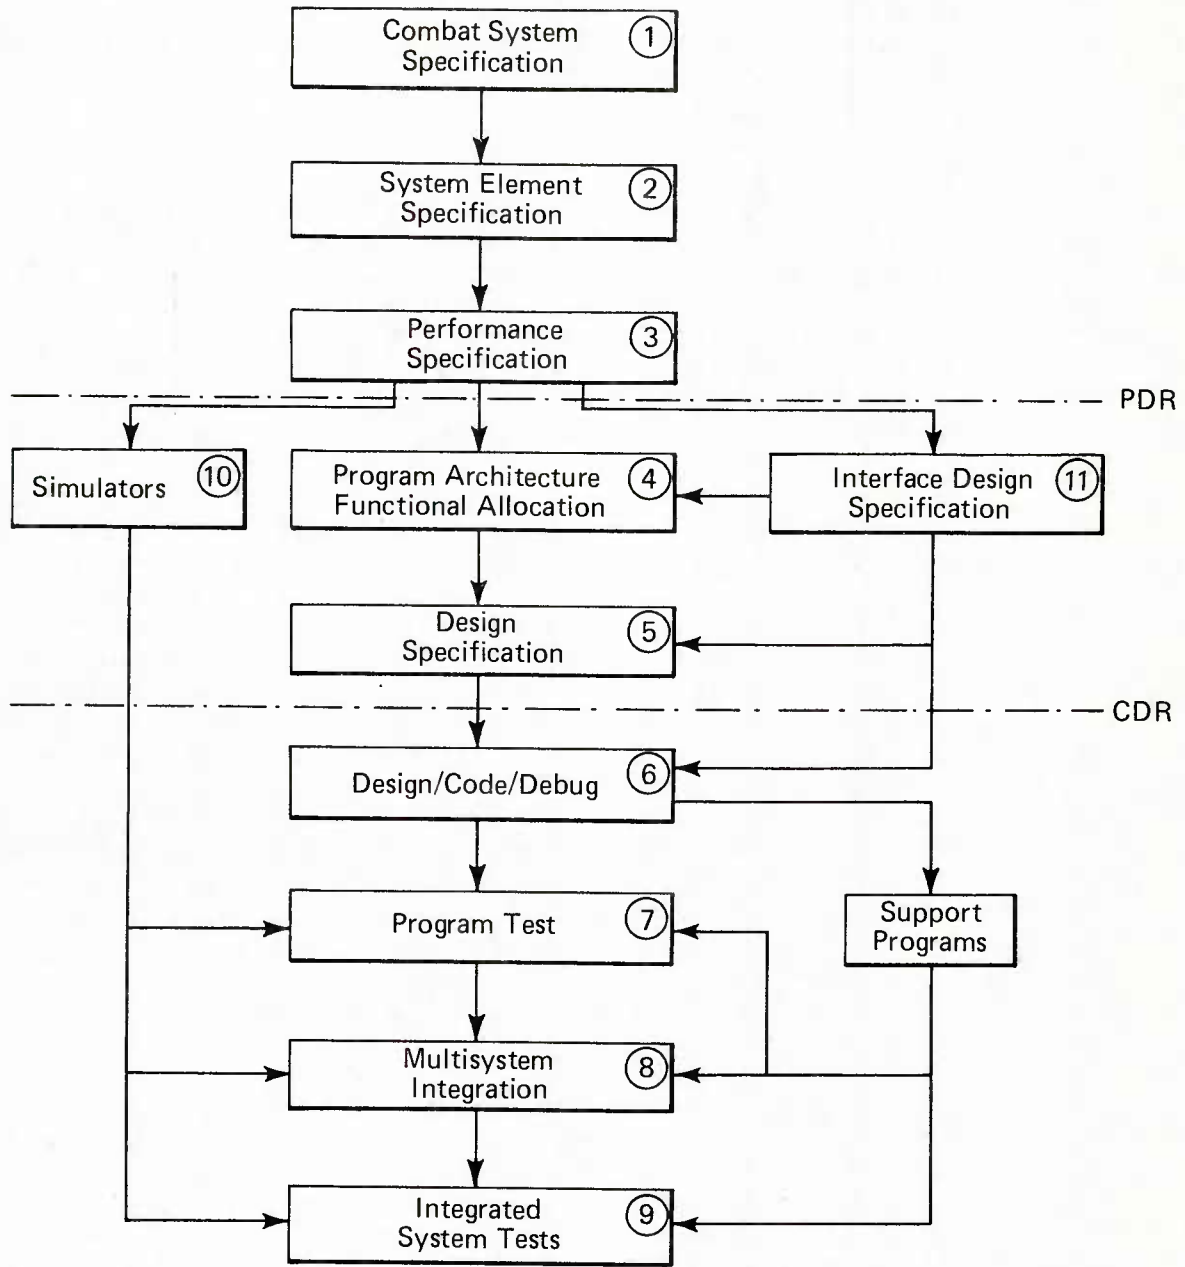 Combat System
Specification
1
System Element
Specification
2
Performance
Specification
3
PDR
Simulators
10
Program Architecture
Functional Allocation
4
Interface Design
Specification
11
Design
Specification
5
CDR
Design/Code/Debug
6
Program Test
7
Support
Programs
Multisystem
Integration
8
Integrated
System Tests
9